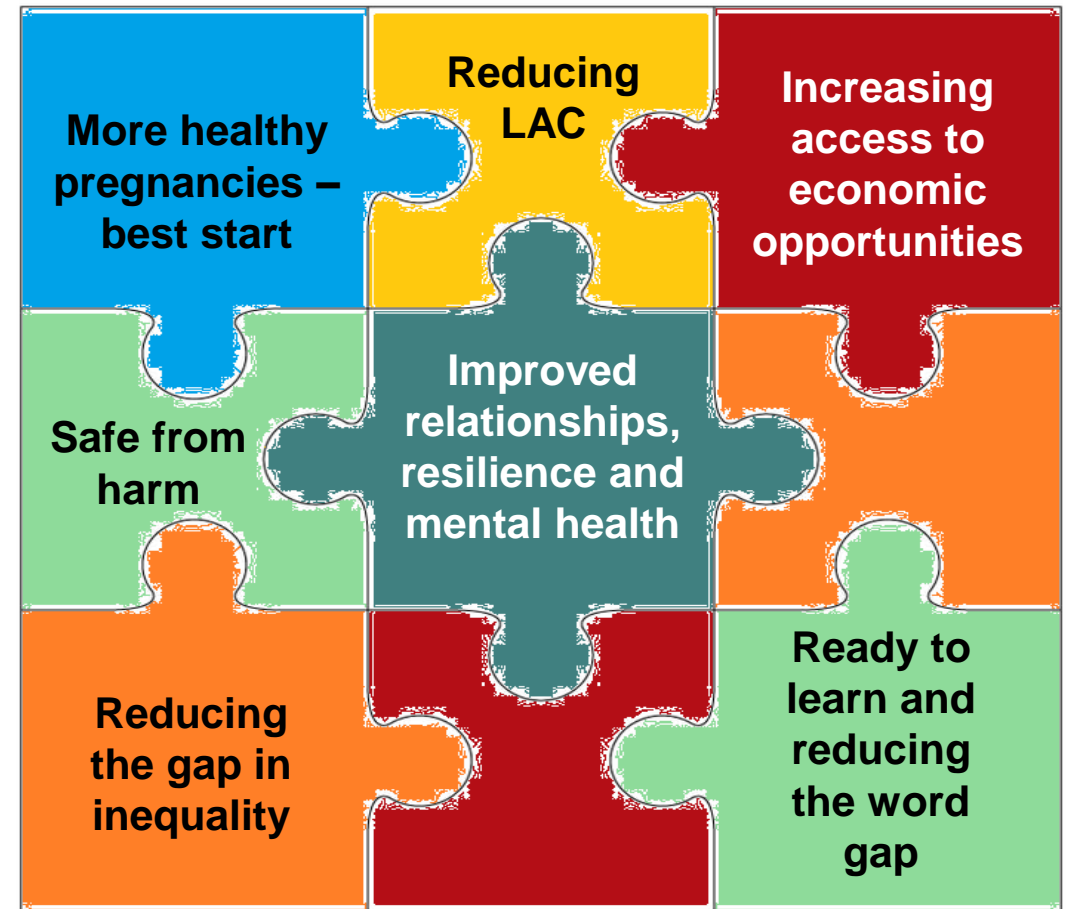 More healthy
pregnancies –
best start
Reducing
LAC
Increasing
access to
economic
opportunities
Safe from
harm
Improved
relationships,
resilience and
mental health
Reducing
the gap in
inequality
Ready to
learn and
reducing
the word
gap